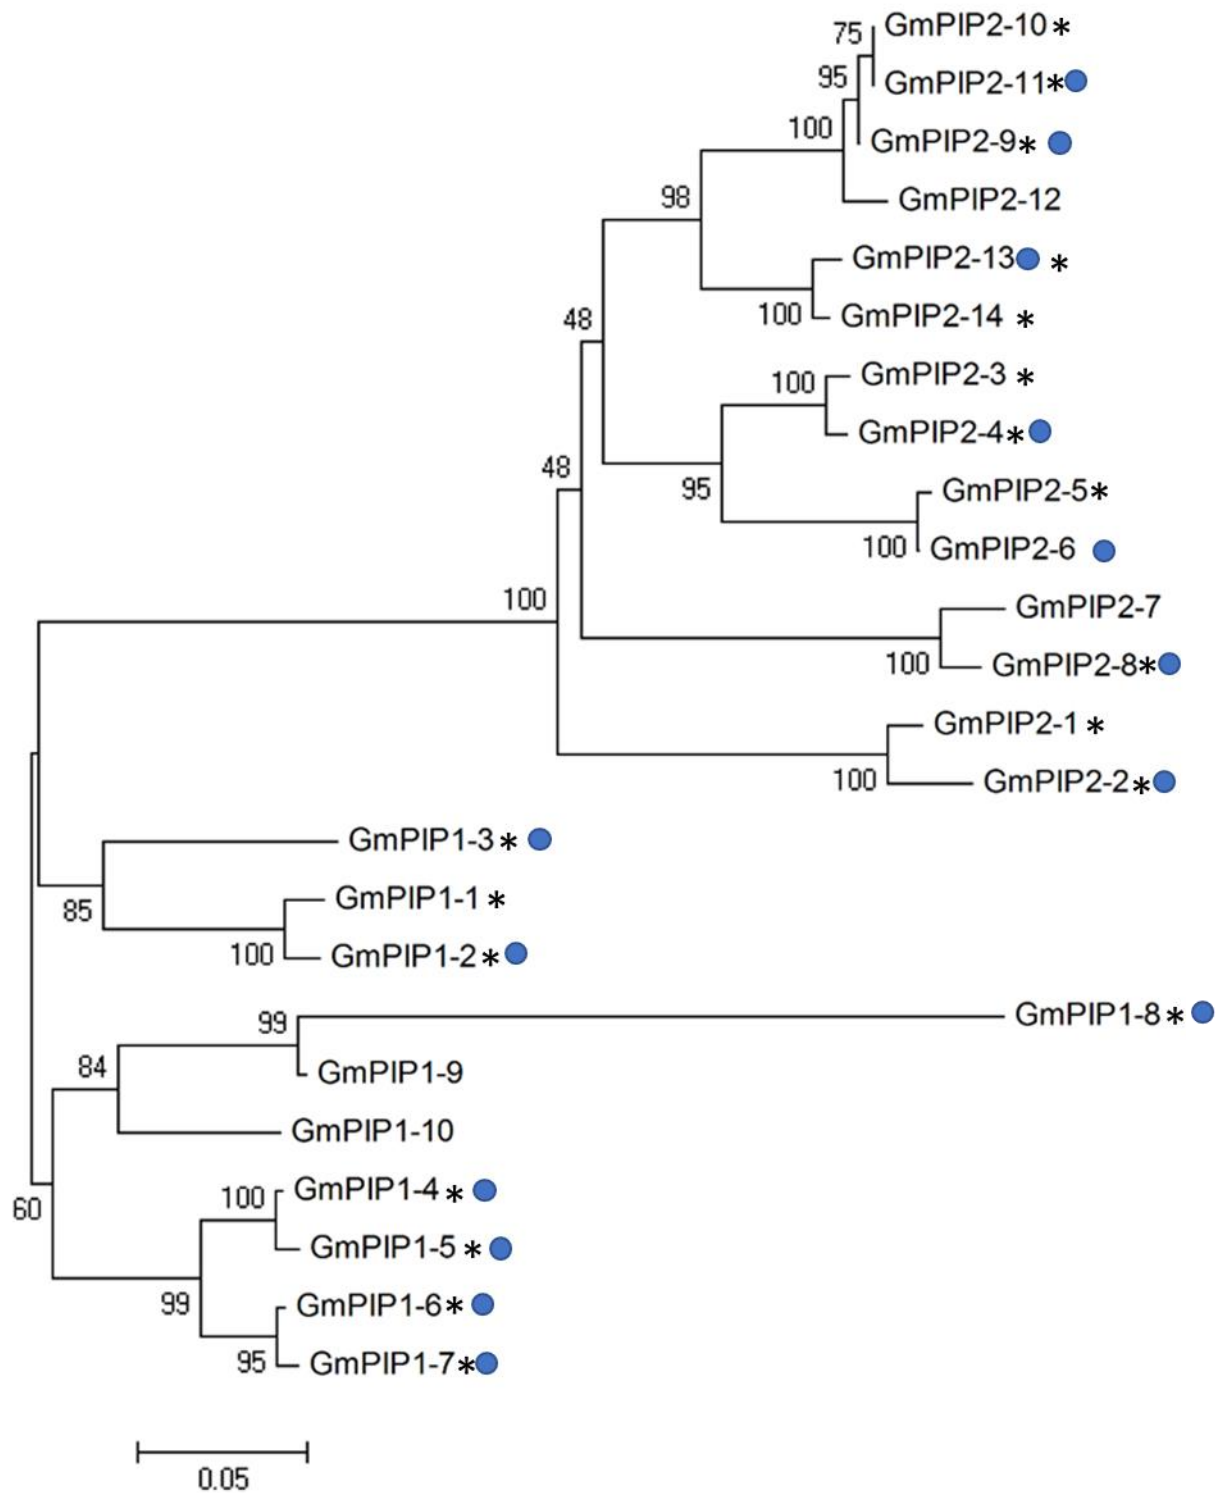 GmPIP2-10 *
75
GmPIP2-11*
95
100
GmPIP2-9*
98
GmPIP2-12
GmPIP2-13 *
100
GmPIP2-14 *
48
100
GmPIP2-3 *
GmPIP2-4*
48
95
GmPIP2-5*
100
GmPIP2-6
100
GmPIP2-7
100
GmPIP2-8*
GmPIP2-1 *
100
GmPIP2-2*
GmPIP1-3*
85
GmPIP1-1 *
100
GmPIP1-2*
99
GmPIP1-8*
84
GmPIP1-9
GmPIP1-10
60
100
GmPIP1-4 *
GmPIP1-5 *
99
GmPIP1-6*
95
GmPIP1-7*
0.05